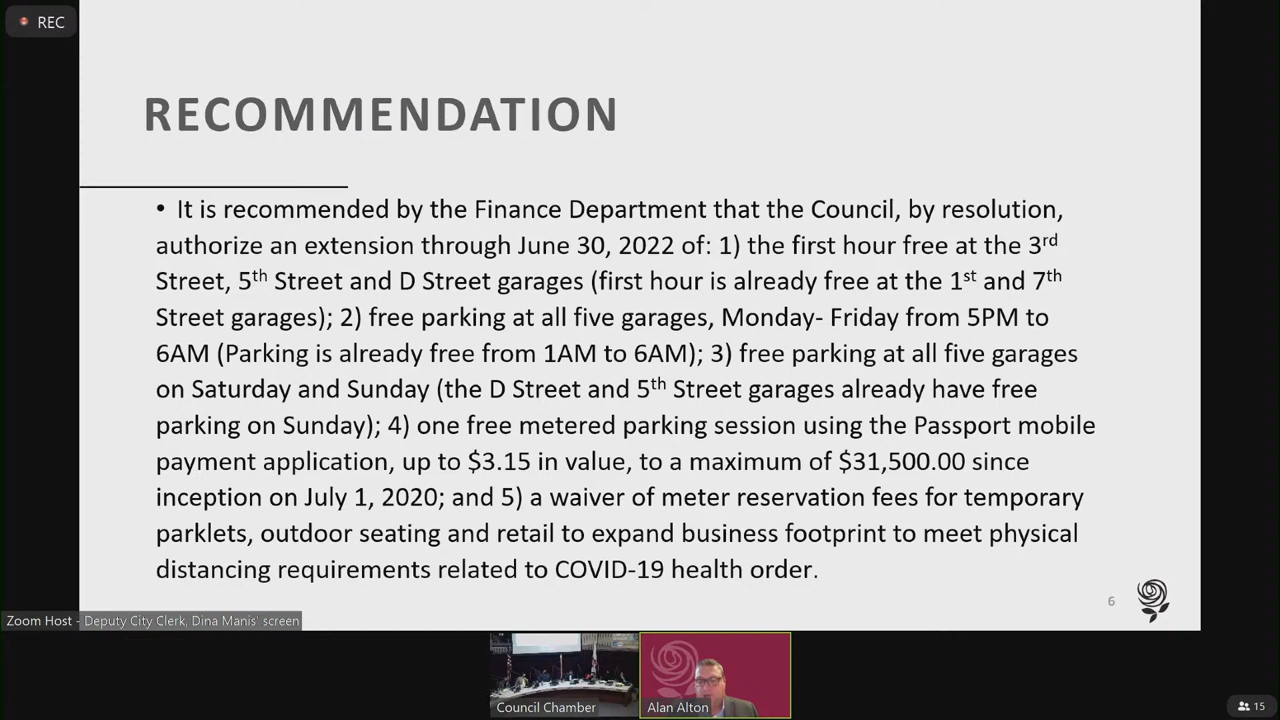 REC
RECOMMENDATION
• It is recommended by the Finance Department that the Council, by resolution,
authorize an extension through June 30, 2022 of: 1) the first hour free at the 3rd
Street, 5th Street and D Street garages (first hour is already free at the 1st and 7th
Street garages); 2) free parking at all five garages, Monday- Friday from 5PM to
6AM (Parking is already free from 1AM to 6AM); 3) free parking at all five garages
on Saturday and Sunday (the D Street and 5th Street garages already have free
parking on Sunday); 4) one free metered parking session using the Passport mobile
payment application, up to $3.15 in value, to a maximum of $31,500.00 since
inception on July 1, 2020; and 5) a waiver of meter reservation fees for temporary
parklets, outdoor seating and retail to expand business footprint to meet physical
distancing requirements related to COVID-19 health order.
6
Zoom Host - Deputy City Clerk, Dina Manis' screen
Council Chamber
Alan Alton
15